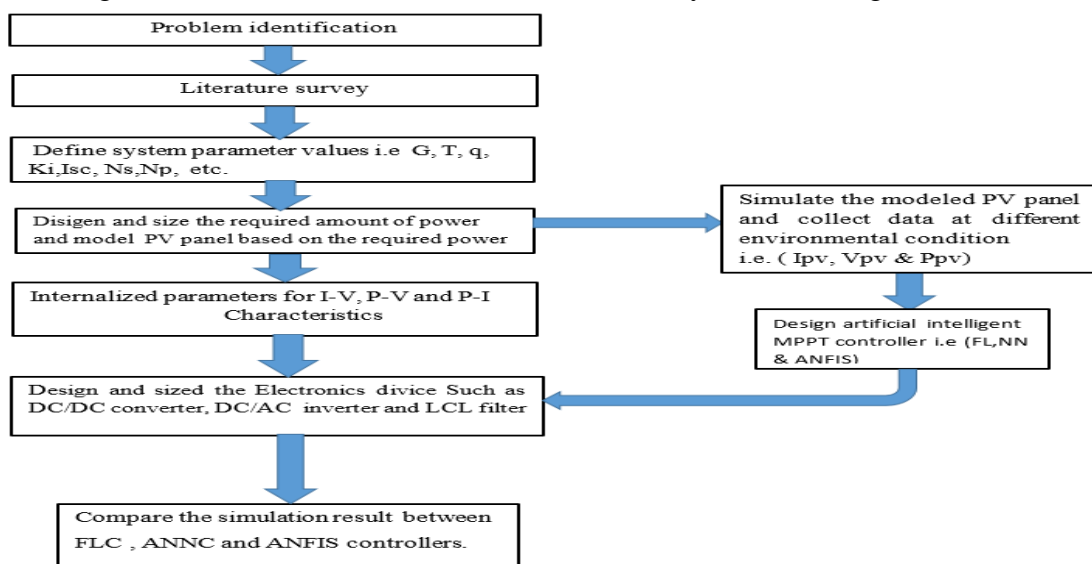 Problem identification
Literature survey
Define system parameter values i.e G, T, q,
Ki,Isc, Ns,Np, etc.
Disigen and size the required amount of power
and model PV panel based on the required power
Simulate the modeled PV panel
and collect data at different
environmental condition
i.e. ( Ipv, Vpv & Ppv)
Internalized parameters for I-V, P-V and P-I
Characteristics
Design artificial intelligent
MPPT controller i.e (FL,NN
& ANFIS)
Design and sized the Electronics divice Such as
DC/DC converter, DC/AC inverter and LCL filter
Compare the simulation result between
FLC , ANNC and ANFIS controllers.